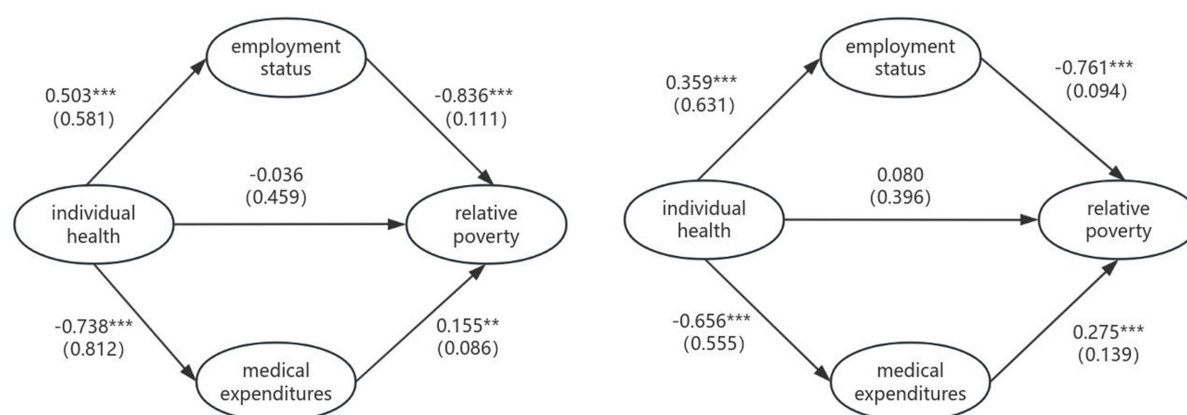 employment
status
0.503***
(0.581)
-0.836***
(0.111)
-0.036
(0.459)
individual
health
relative
poverty
-0.738***
(0.812)
0.155**
(0.086)
medical
expenditures
employment
status
0.359***
(0.631)
-0.761***
(0.094)
0.080
(0.396)
individual
health
relative
poverty
-0.656***
(0.555)
0.275***
(0.139)
medical
expenditures